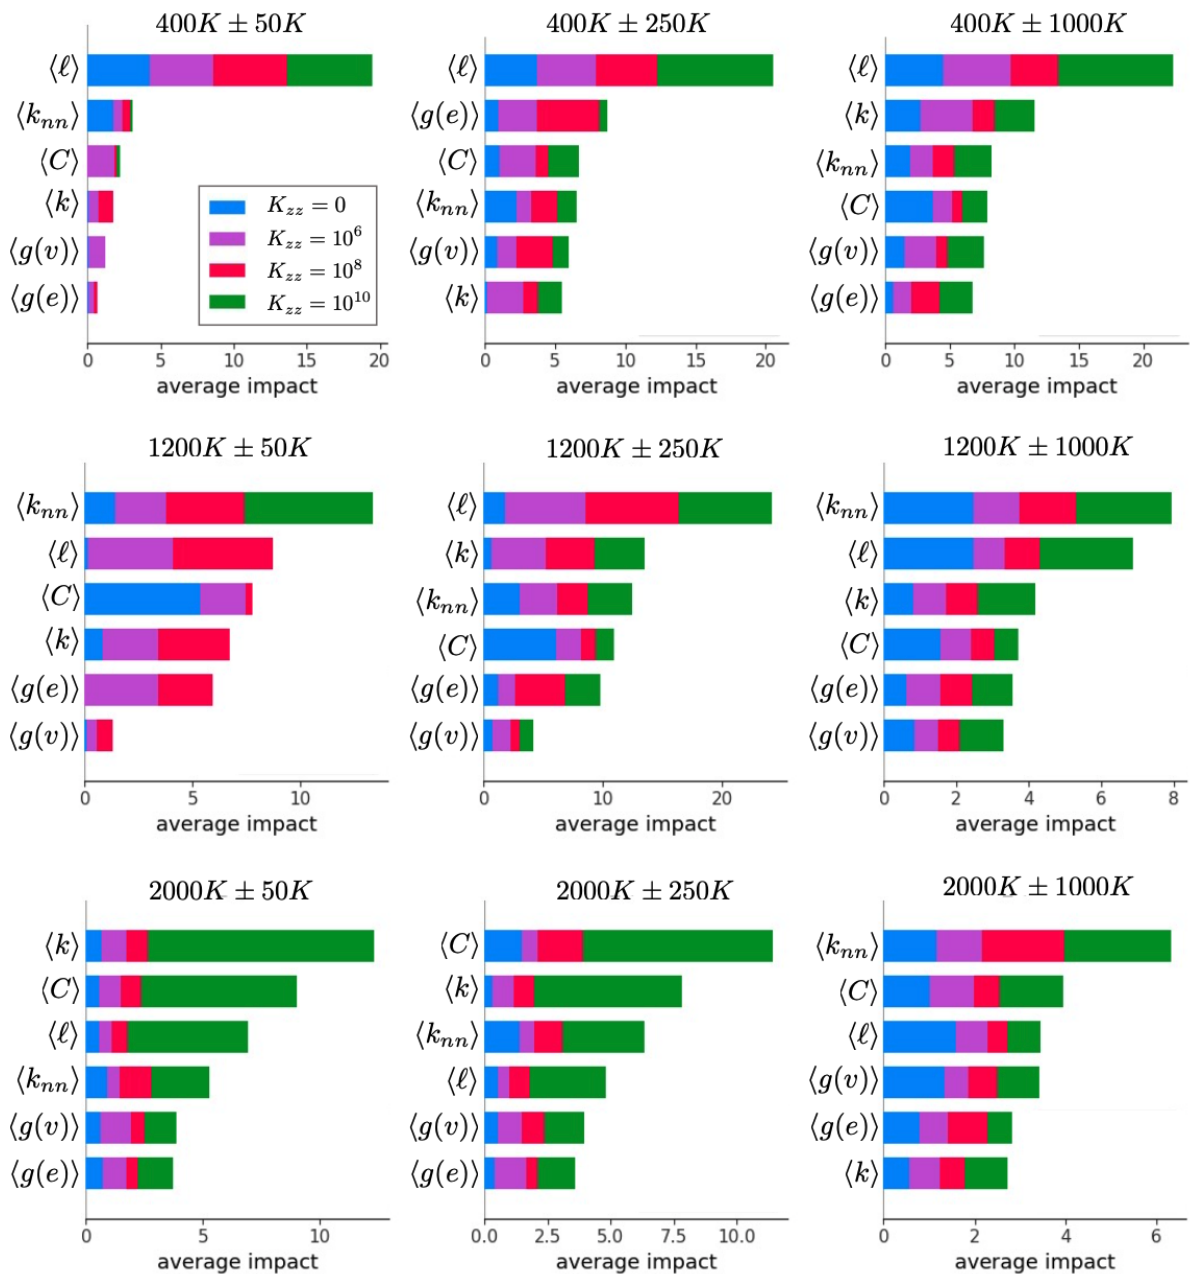 400K ± 50K
⟨ℓ⟩
⟨k_nn⟩
⟨C⟩
⟨k⟩
⟨g(v)⟩
⟨g(e)⟩
K_zz = 0
K_zz = 10^6
K_zz = 10^8
K_zz = 10^10
0 5 10 15 20
average impact
400K ± 250K
⟨ℓ⟩
⟨g(e)⟩
⟨C⟩
⟨k_nn⟩
⟨g(v)⟩
⟨k⟩
0 5 10 15 20
average impact
400K ± 1000K
⟨ℓ⟩
⟨k⟩
⟨k_nn⟩
⟨C⟩
⟨g(v)⟩
⟨g(e)⟩
0 5 10 15 20
average impact
1200K ± 50K
⟨k_nn⟩
⟨ℓ⟩
⟨C⟩
⟨k⟩
⟨g(e)⟩
⟨g(v)⟩
0 5 10
average impact
1200K ± 250K
⟨ℓ⟩
⟨k⟩
⟨k_nn⟩
⟨C⟩
⟨g(e)⟩
⟨g(v)⟩
0 10 20
average impact
1200K ± 1000K
⟨k_nn⟩
⟨ℓ⟩
⟨k⟩
⟨C⟩
⟨g(e)⟩
⟨g(v)⟩
0 2 4 6 8
average impact
2000K ± 50K
⟨k⟩
⟨C⟩
⟨ℓ⟩
⟨k_nn⟩
⟨g(v)⟩
⟨g(e)⟩
0 5 10
average impact
2000K ± 250K
⟨C⟩
⟨k⟩
⟨k_nn⟩
⟨ℓ⟩
⟨g(v)⟩
⟨g(e)⟩
0.0 2.5 5.0 7.5 10.0
average impact
2000K ± 1000K
⟨k_nn⟩
⟨C⟩
⟨ℓ⟩
⟨g(v)⟩
⟨g(e)⟩
⟨k⟩
0 2 4 6
average impact